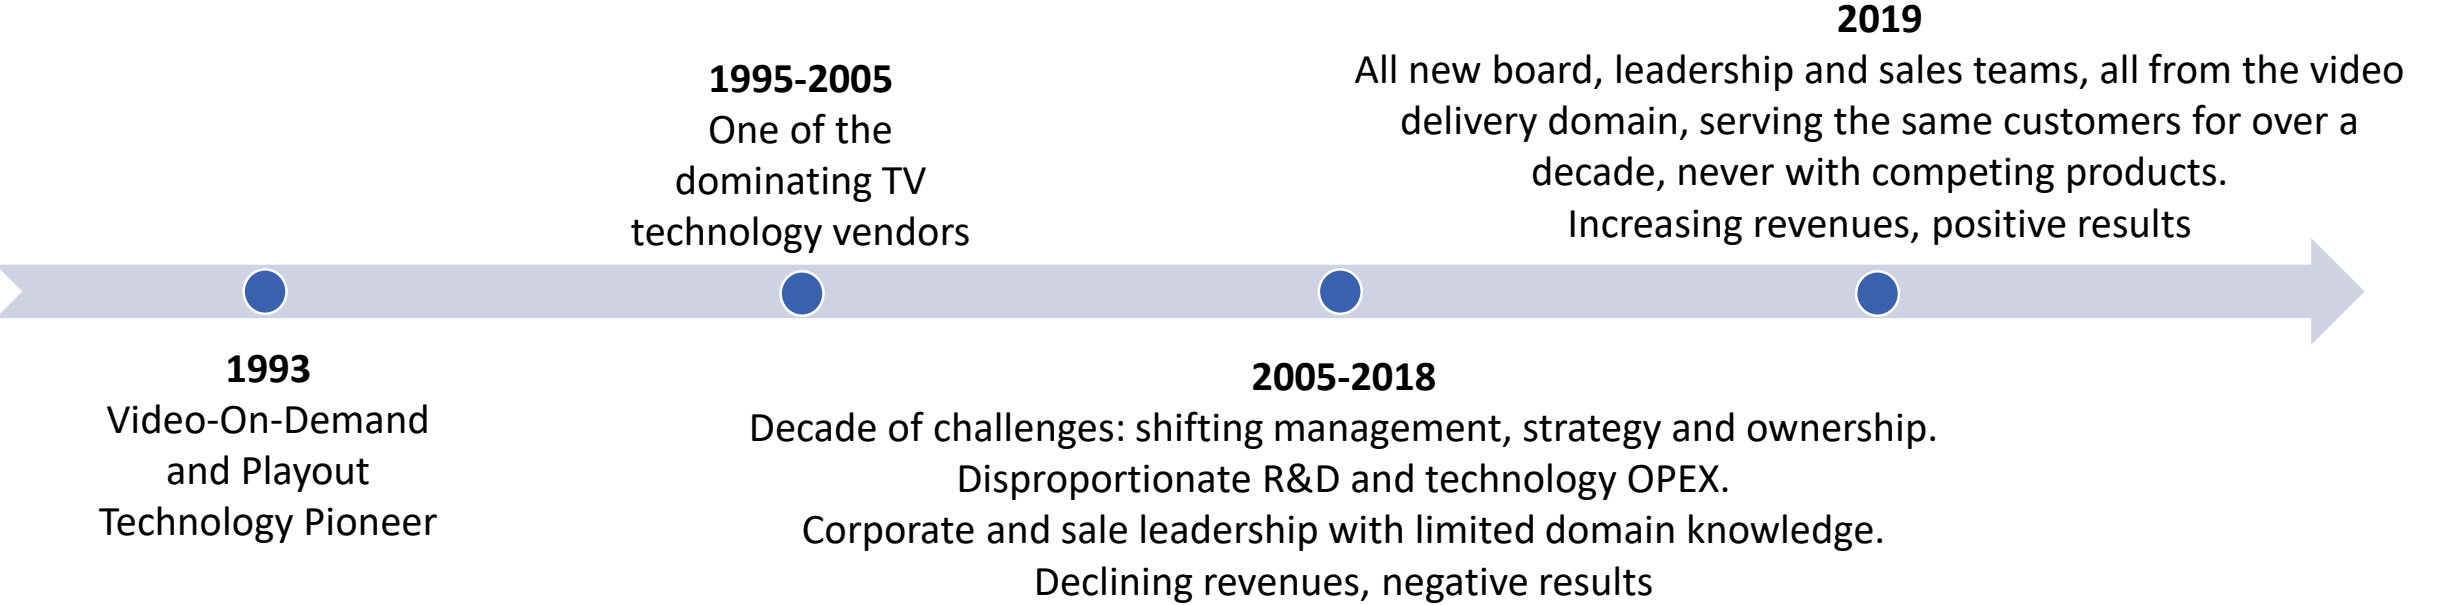 1993
Video-On-Demand
and Playout
Technology Pioneer
1995-2005
One of the
dominating TV
technology vendors
2005-2018
Decade of challenges: shifting management, strategy and ownership.
Disproportionate R&D and technology OPEX.
Corporate and sale leadership with limited domain knowledge.
Declining revenues, negative results
2019
All new board, leadership and sales teams, all from the video
delivery domain, serving the same customers for over a
decade, never with competing products.
Increasing revenues, positive results